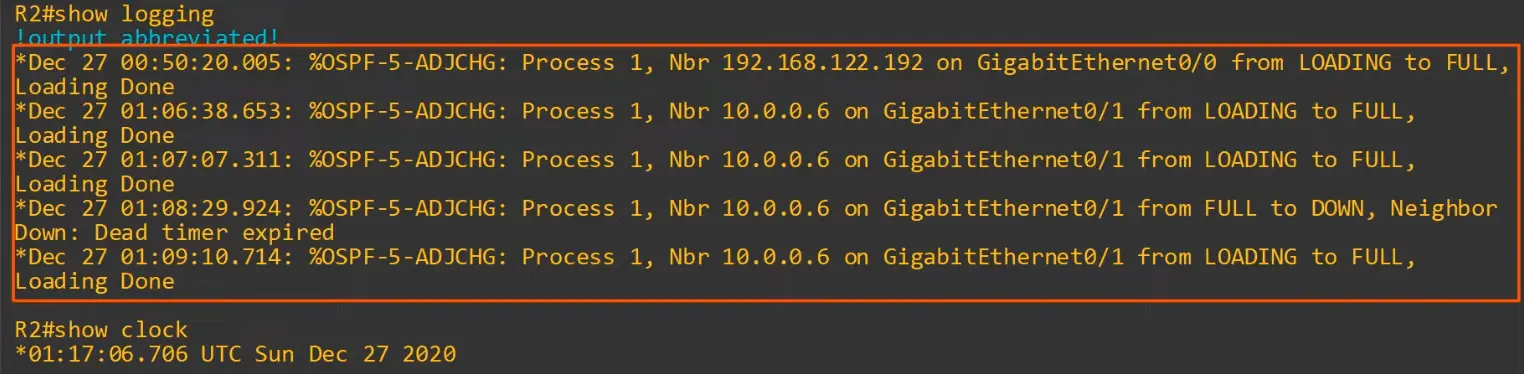 R2#show logging
!output abbreviated!
*Dec 27 00:50:20.005: %OSPF-5-ADJCHG: Process 1, Nbr 192.168.122.192 on GigabitEthernet0/0 from LOADING to FULL,
Loading Done
*Dec 27 01:06:38.653: %OSPF-5-ADJCHG: Process 1, Nbr 10.0.0.6 on GigabitEthernet0/1 from LOADING to FULL,
Loading Done
*Dec 27 01:07:07.311: %OSPF-5-ADJCHG: Process 1, Nbr 10.0.0.6 on GigabitEthernet0/1 from LOADING to FULL,
Loading Done
*Dec 27 01:08:29.924: %OSPF-5-ADJCHG: Process 1, Nbr 10.0.0.6 on GigabitEthernet0/1 from FULL to DOWN, Neighbor
Down: Dead timer expired
*Dec 27 01:09:10.714: %OSPF-5-ADJCHG: Process 1, Nbr 10.0.0.6 on GigabitEthernet0/1 from LOADING to FULL,
Loading Done
R2#show clock
*01:17:06.706 UTC Sun Dec 27 2020